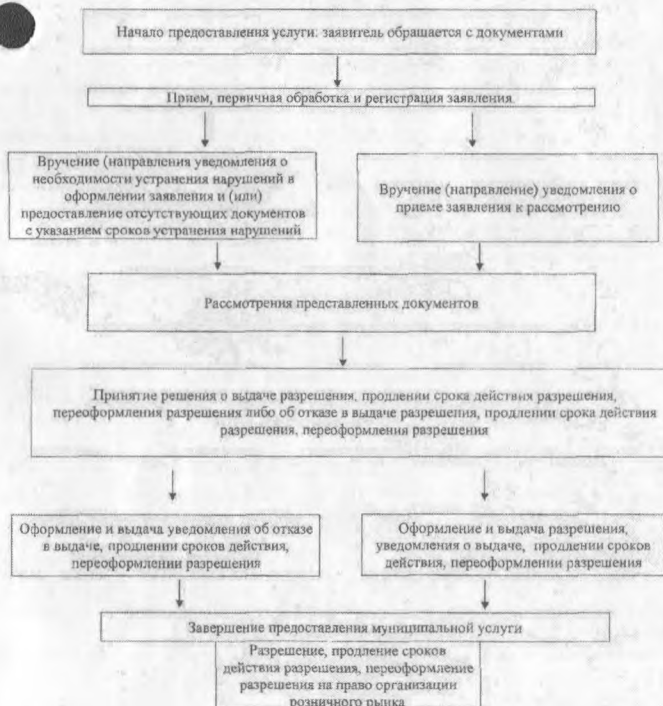 Начало предоставления услуги: заявитель обращается с документами
Прием, первичная обработка и регистрация заявления
Вручение (направления уведомления о
необходимости устранения нарушений в
оформлении заявления и (или)
предоставление отсутствующих документов
с указанием сроков устранения нарушений
Вручение (направление) уведомления о
приеме заявления к рассмотрению
Рассмотрения представленных документов
Принятие решения о выдаче разрешения, продлении срока действия разрешения,
переоформления разрешения либо об отказе в выдаче разрешения, продлении срока действия
разрешения, переоформления разрешения
Оформление и выдача уведомления об отказе
в выдаче, продлении сроков действия,
переоформлении разрешения
Оформление и выдача разрешения,
уведомления о выдаче, продлении сроков
действия, переоформлении разрешения
Завершение предоставления муниципальной услуги
Разрешение, продление сроков
действия разрешения, переоформление
разрешения на право организации
розничного рынка